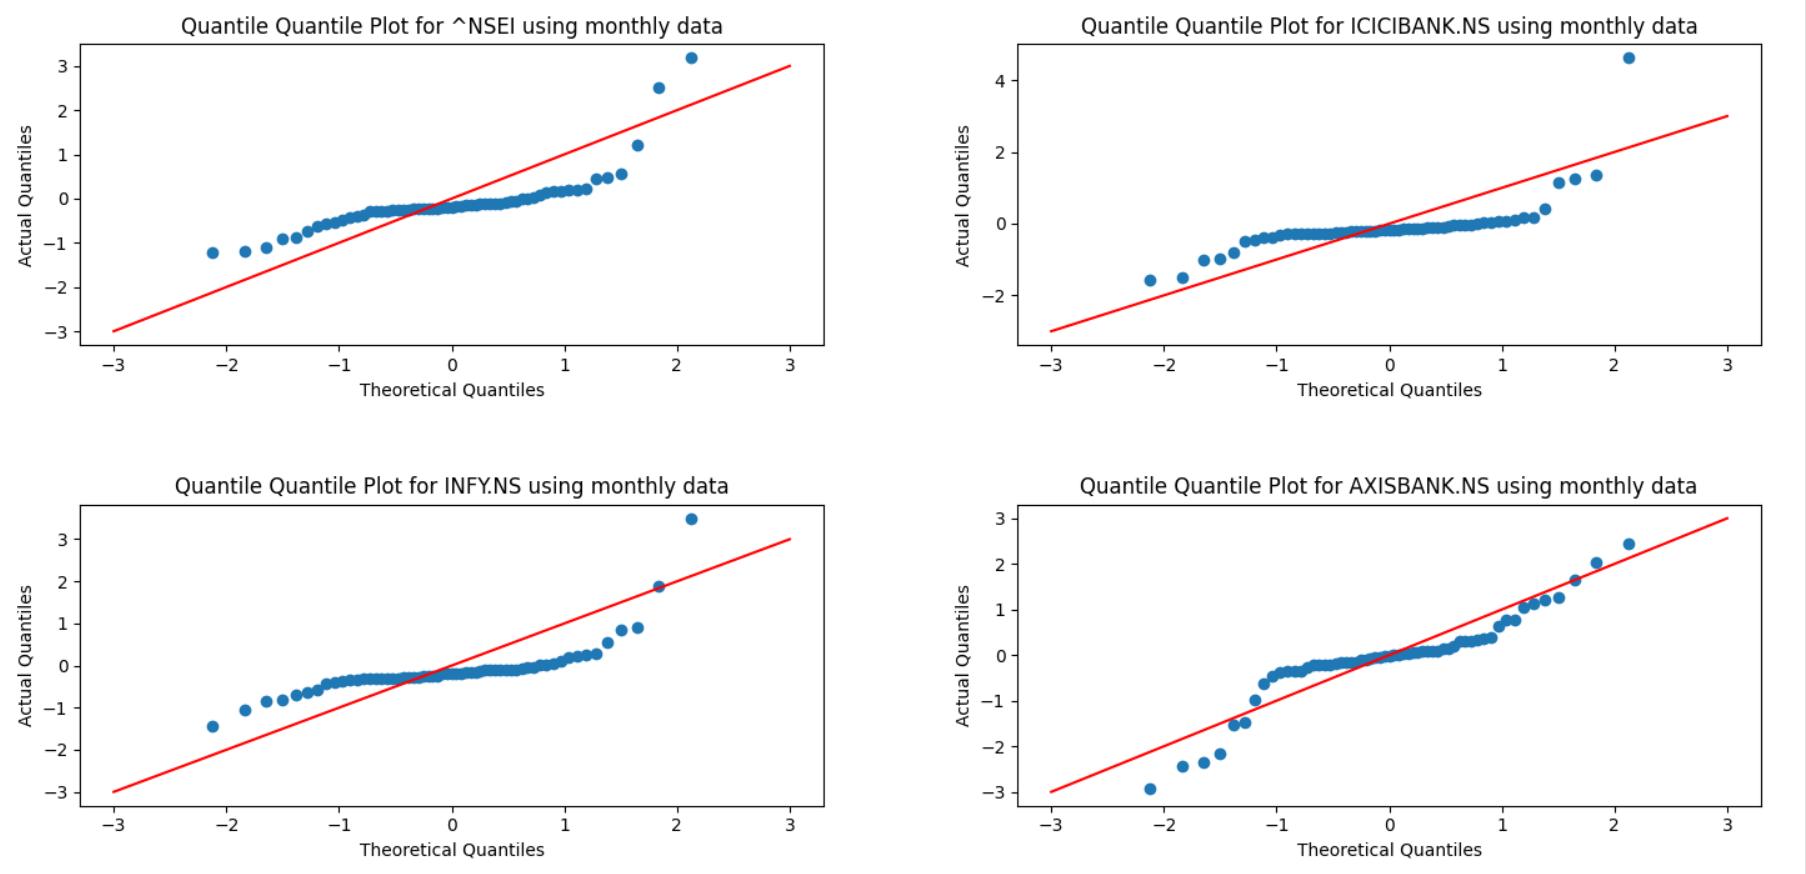 Quantile Quantile Plot for ^NSEI using monthly data
3
2
1
0
−1
−2
−3
Actual Quantiles
−3 −2 −1 0 1 2 3
Theoretical Quantiles
Quantile Quantile Plot for ICICIBANK.NS using monthly data
4
2
0
−2
Actual Quantiles
−3 −2 −1 0 1 2 3
Theoretical Quantiles
Quantile Quantile Plot for INFY.NS using monthly data
3
2
1
0
−1
−2
−3
Actual Quantiles
−3 −2 −1 0 1 2 3
Theoretical Quantiles
Quantile Quantile Plot for AXISBANK.NS using monthly data
3
2
1
0
−1
−2
−3
Actual Quantiles
−3 −2 −1 0 1 2 3
Theoretical Quantiles